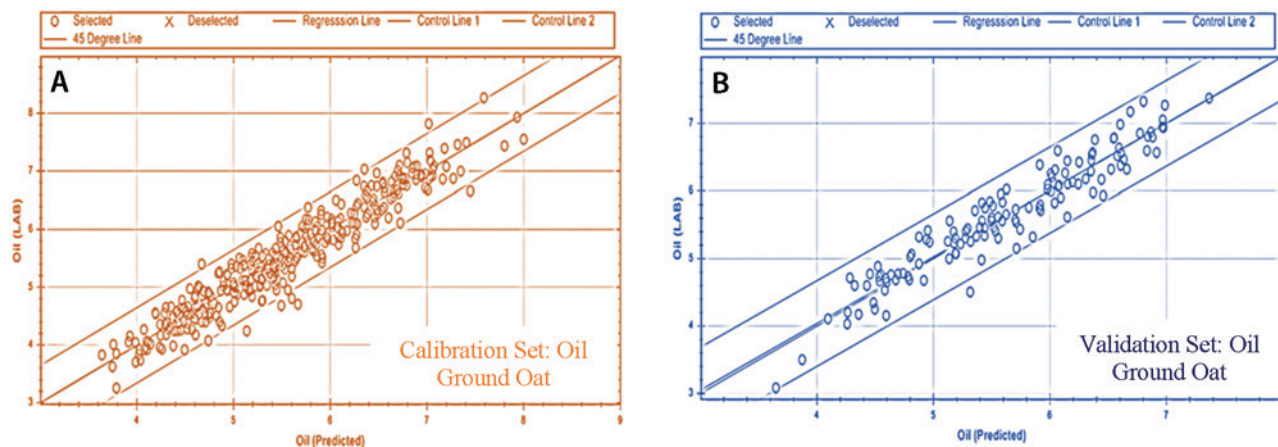 Selected Deselected Regresssion Line Control Line 1 Control Line 2
45 Degree Line
A
8
7
6
5
4
3
Oil (LAB)
Calibration Set: Oil
Ground Oat
4 5 6 7 8 9
Oil (Predicted)
Selected Deselected Regresssion Line Control Line 1 Control Line 2
45 Degree Line
B
7
6
5
4
3
Oil (LAB)
Validation Set: Oil
Ground Oat
4 5 6 7
Oil (Predicted)